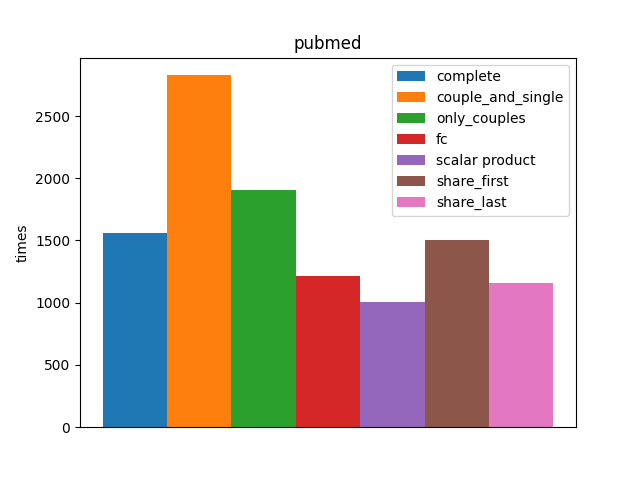 pubmed
2500
2000
1500
1000
500
0
times
complete
couple_and_single
only_couples
fc
scalar product
share_first
share_last